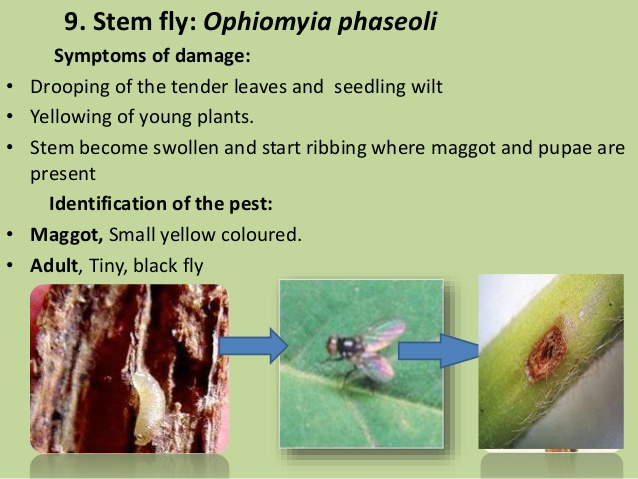 9. Stem fly: Ophiomyia phaseoli
Symptoms of damage:
• Drooping of the tender leaves and seedling wilt
• Yellowing of young plants.
• Stem become swollen and start ribbing where maggot and pupae are
present
Identification of the pest:
• Maggot, Small yellow coloured.
• Adult, Tiny, black fly